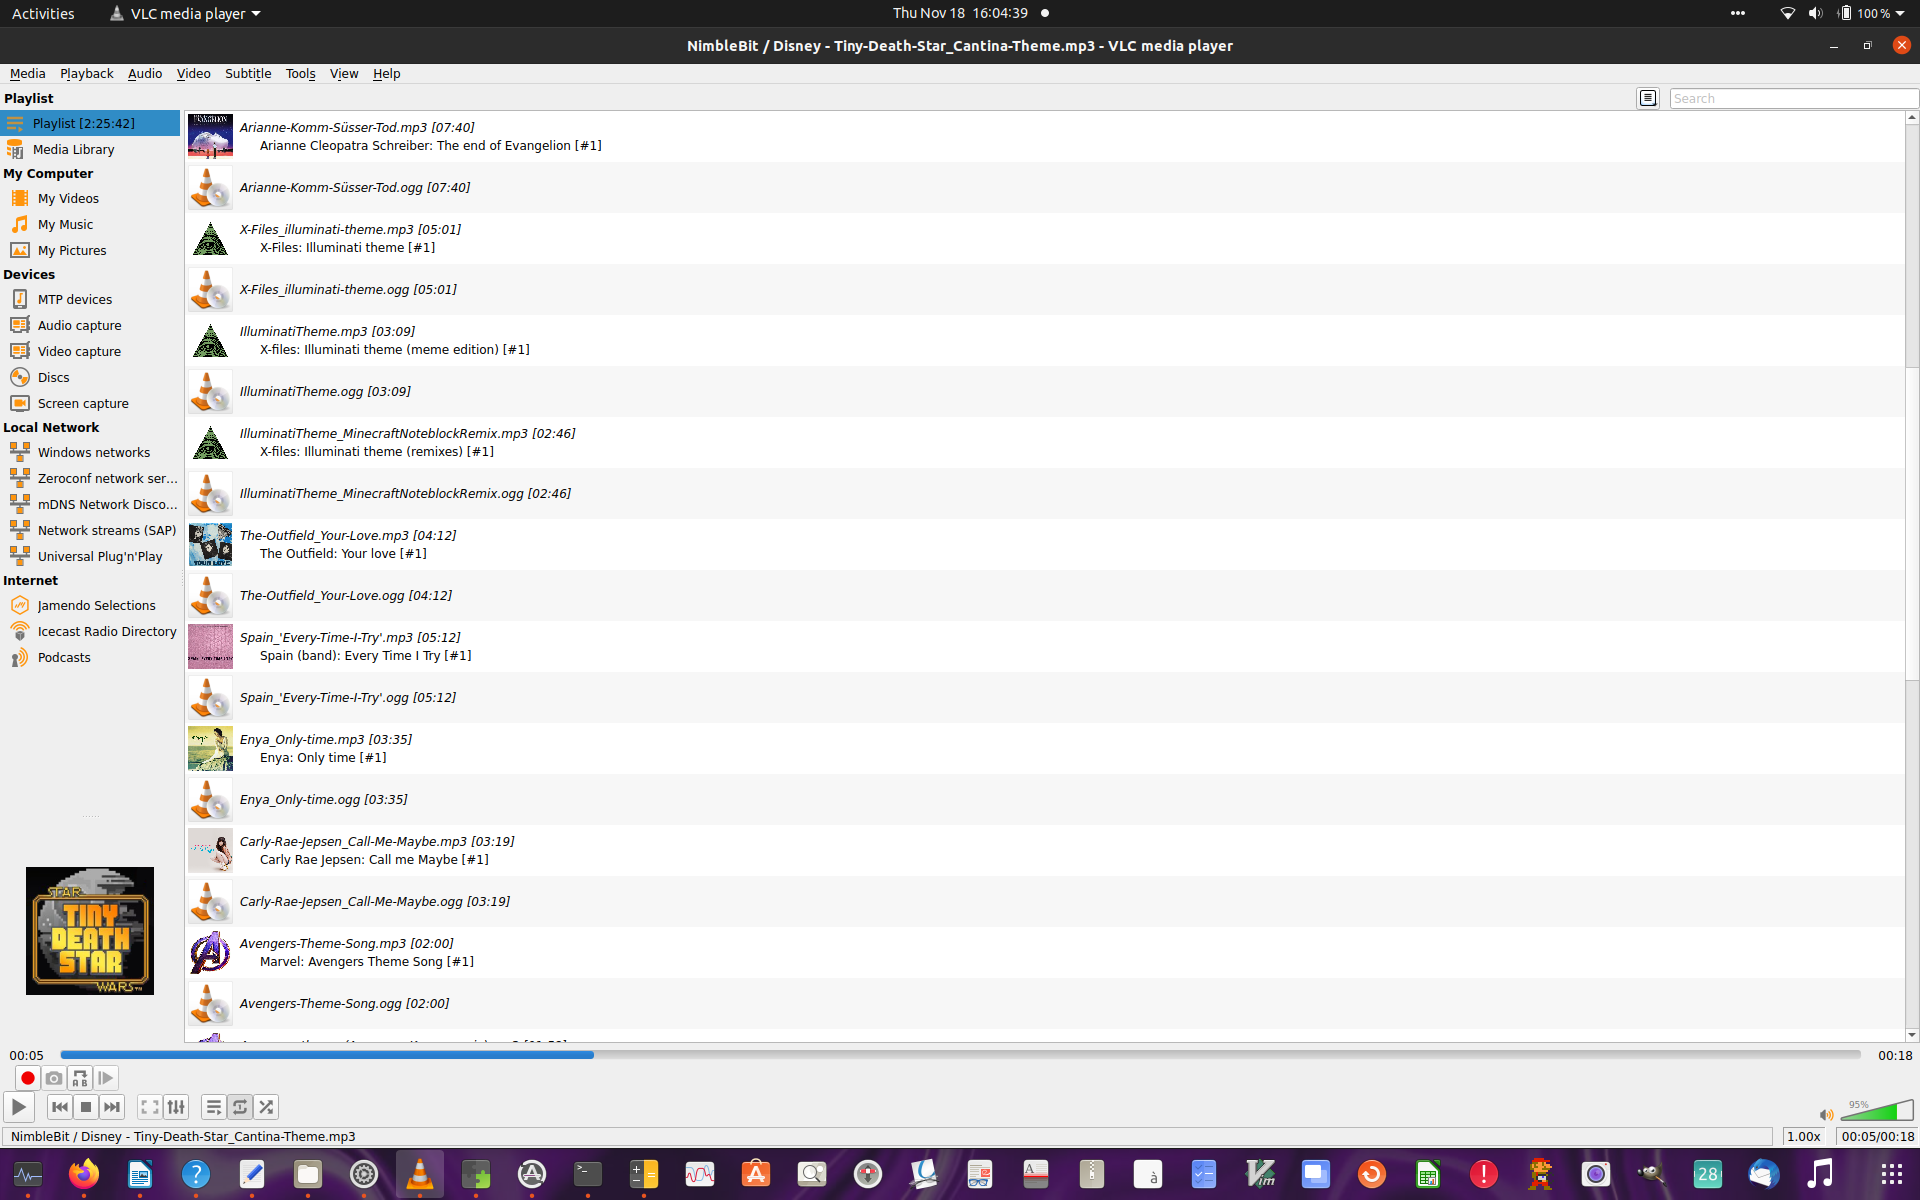 Activities
VLC media player
Thu Nov 18 16:04:39
100 %
NimbleBit / Disney - Tiny-Death-Star_Cantina-Theme.mp3 - VLC media player
Media Playback Audio Video Subtitle Tools View Help
Playlist
Search
Playlist [2:25:42]
Media Library
My Computer
My Videos
My Music
My Pictures
Devices
MTP devices
Audio capture
Video capture
Discs
Screen capture
Local Network
Windows networks
Zeroconf network ser...
mDNS Network Disco...
Network streams (SAP)
Universal Plug'n'Play
Internet
Jamendo Selections
Icecast Radio Directory
Podcasts
Arianne-Komm-Süsser-Tod.mp3 [07:40]
Arianne Cleopatra Schreiber: The end of Evangelion [#1]
Arianne-Komm-Süsser-Tod.ogg [07:40]
X-Files_illuminati-theme.mp3 [05:01]
X-Files: Illuminati theme [#1]
X-Files_illuminati-theme.ogg [05:01]
IlluminatiTheme.mp3 [03:09]
X-files: Illuminati theme (meme edition) [#1]
IlluminatiTheme.ogg [03:09]
IlluminatiTheme_MinecraftNoteblockRemix.mp3 [02:46]
X-files: Illuminati theme (remixes) [#1]
IlluminatiTheme_MinecraftNoteblockRemix.ogg [02:46]
The-Outfield_Your-Love.mp3 [04:12]
The Outfield: Your love [#1]
The-Outfield_Your-Love.ogg [04:12]
Spain_'Every-Time-I-Try'.mp3 [05:12]
Spain (band): Every Time I Try [#1]
Spain_'Every-Time-I-Try'.ogg [05:12]
Enya_Only-time.mp3 [03:35]
Enya: Only time [#1]
Enya_Only-time.ogg [03:35]
Carly-Rae-Jepsen_Call-Me-Maybe.mp3 [03:19]
Carly Rae Jepsen: Call me Maybe [#1]
Carly-Rae-Jepsen_Call-Me-Maybe.ogg [03:19]
Avengers-Theme-Song.mp3 [02:00]
Marvel: Avengers Theme Song [#1]
Avengers-Theme-Song.ogg [02:00]
STAR
TINY
DEATH
STAR
WARS
00:05
00:18
A B
95%
NimbleBit / Disney - Tiny-Death-Star_Cantina-Theme.mp3
1.00x
00:05/00:18
28